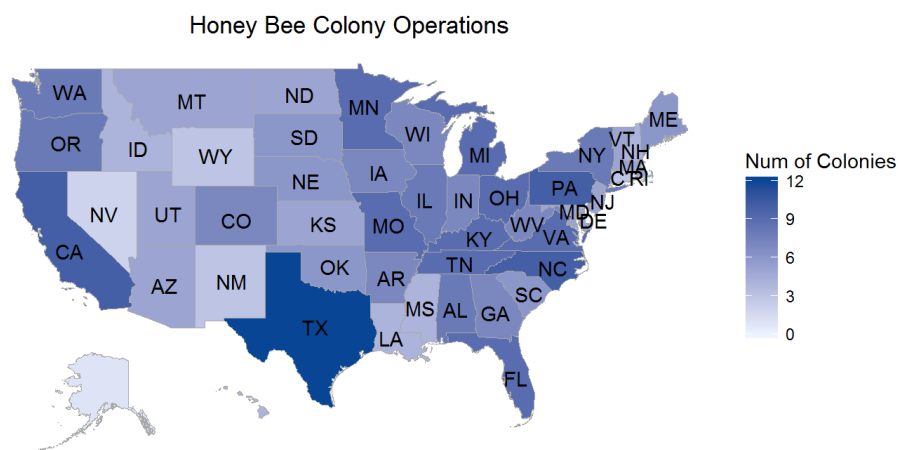 Honey Bee Colony Operations
WA
MT
ND
MN
ME
OR
ID
WY
SD
WI
MI
NY
VT
NH
MA
CT
RI
NV
UT
CO
NE
IA
IL
IN
OH
PA
NJ
MD
DE
CA
KS
MO
KY
WV
VA
AZ
NM
OK
AR
TN
NC
SC
TX
LA
MS
AL
GA
FL
Num of Colonies
12
9
6
3
0